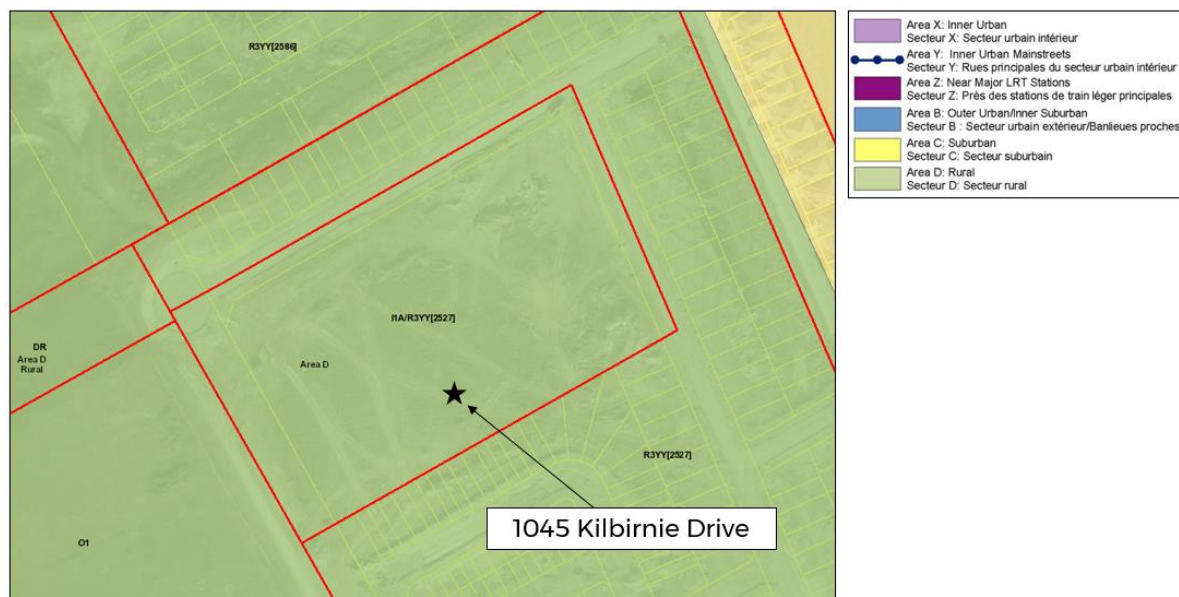 R3YY[2586]
I1A/R3YY[2527]
DR
Area D
Rural
Area D
R3YY[2527]
O1
1045 Kilbirnie Drive
Area X: Inner Urban
Secteur X: Secteur urbain intérieur
Area Y: Inner Urban Mainstreets
Secteur Y: Rues principales du secteur urbain intérieur
Area Z: Near Major LRT Stations
Secteur Z: Près des stations de train léger principales
Area B: Outer Urban/Inner Suburban
Secteur B : Secteur urbain extérieur/Banlieues proches
Area C: Suburban
Secteur C: Secteur suburbain
Area D: Rural
Secteur D: Secteur rural